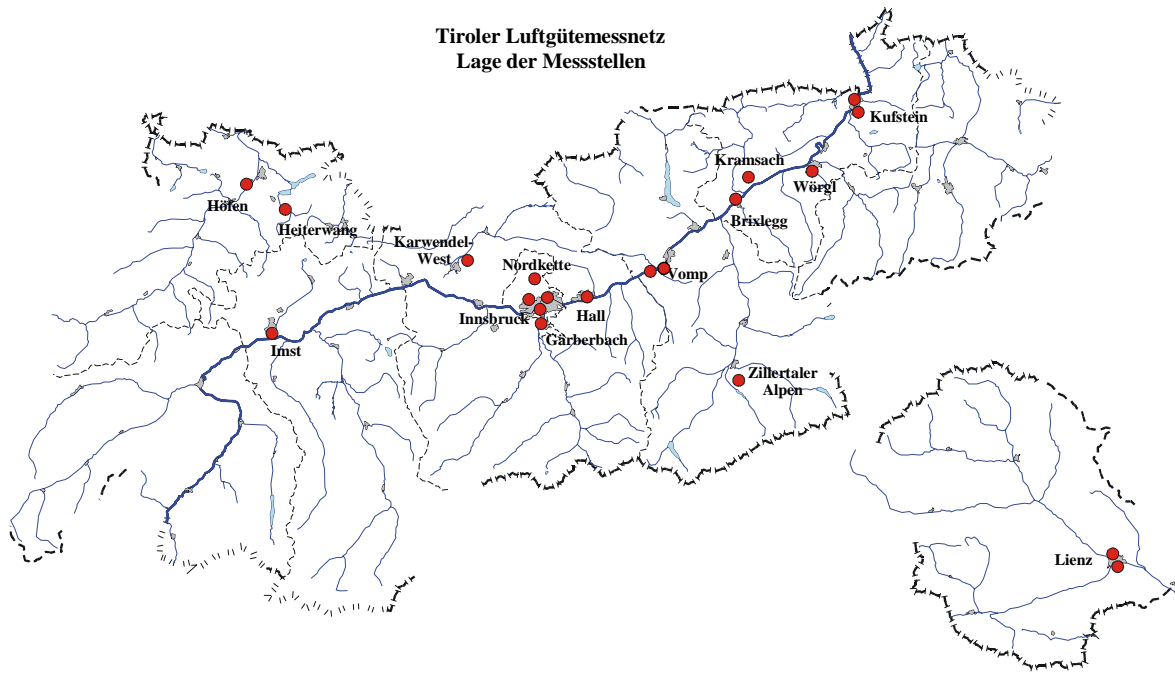 Tiroler Luftgütemessnetz
Lage der Messstellen
Kufstein
Kramsach
Wörgl
Höfen
Brixlegg
Heiterwang
Karwendel-
West
Nordkette
Vomp
Innsbruck
Hall
Gärberbach
Imst
Zillertaler
Alpen
Lienz